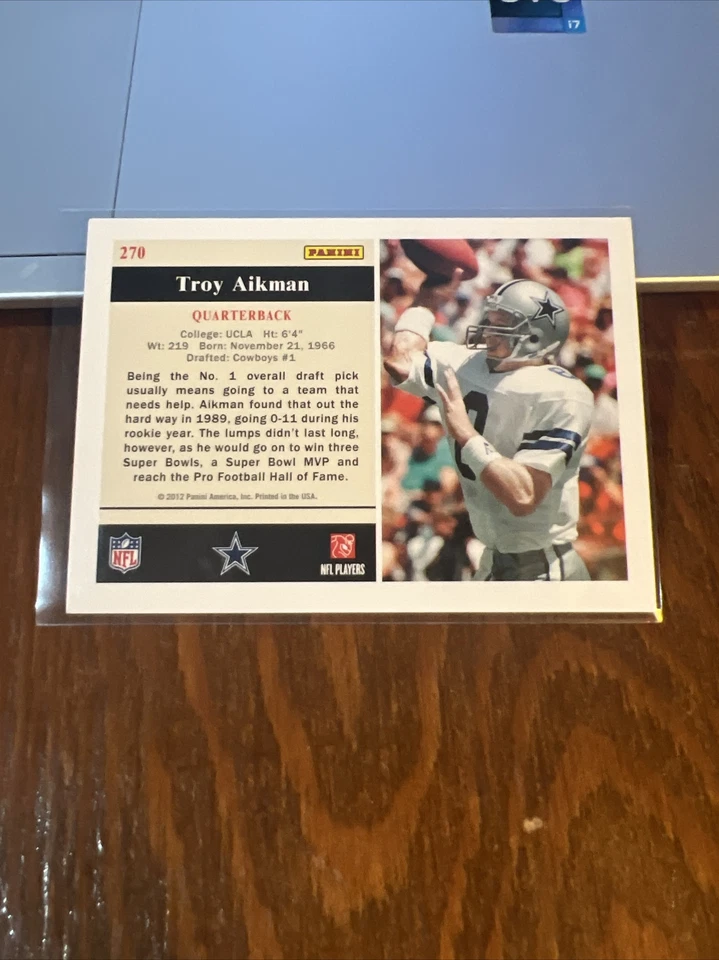 i7
270
PANINI
Troy Aikman
QUARTERBACK
College: UCLA Ht: 6'4"
Wt: 219 Born: November 21, 1966
Drafted: Cowboys #1
Being the No. 1 overall draft pick
usually means going to a team that
needs help. Aikman found that out the
hard way in 1989, going 0-11 during his
rookie year. The lumps didn't last long,
however, as he would go on to win three
Super Bowls, a Super Bowl MVP and
reach the Pro Football Hall of Fame.
© 2012 Panini America, Inc. Printed in the USA.
NFL
NFL PLAYERS
8